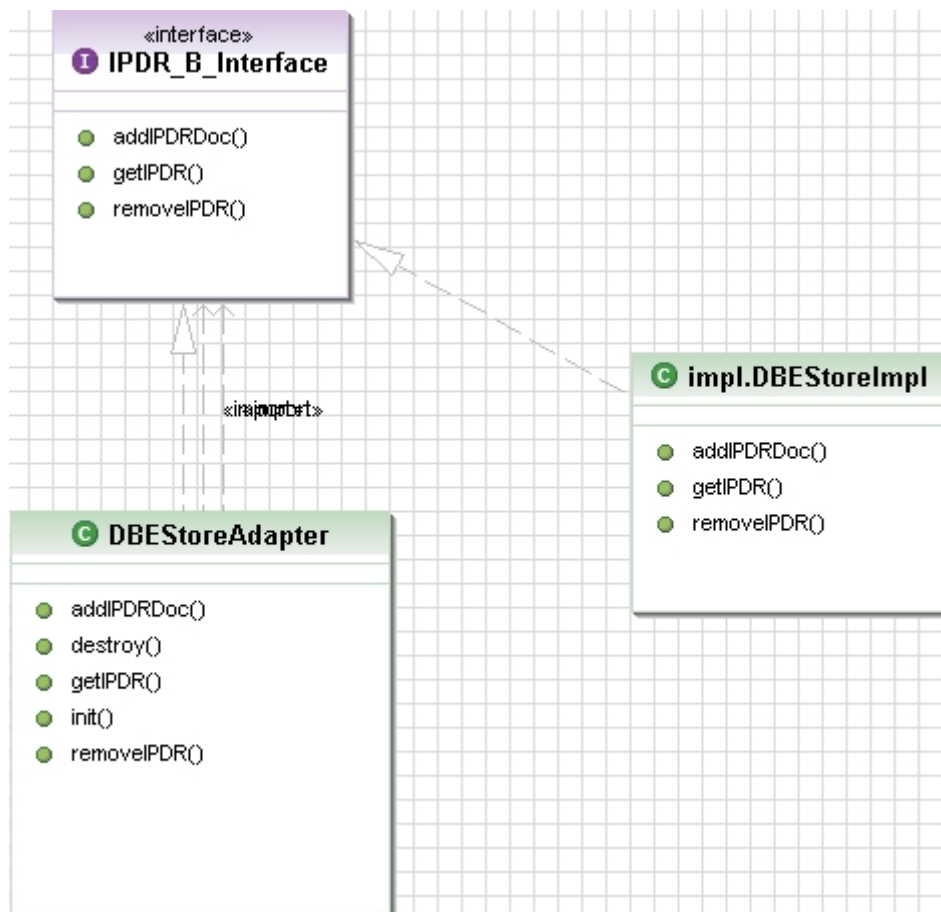 «interface»
IPDR_B_Interface
addIPDRDoc()
getIPDR()
removeIPDR()
impl.DBEStoreImpl
addIPDRDoc()
getIPDR()
removeIPDR()
DBEStoreAdapter
addIPDRDoc()
destroy()
getIPDR()
init()
removeIPDR()